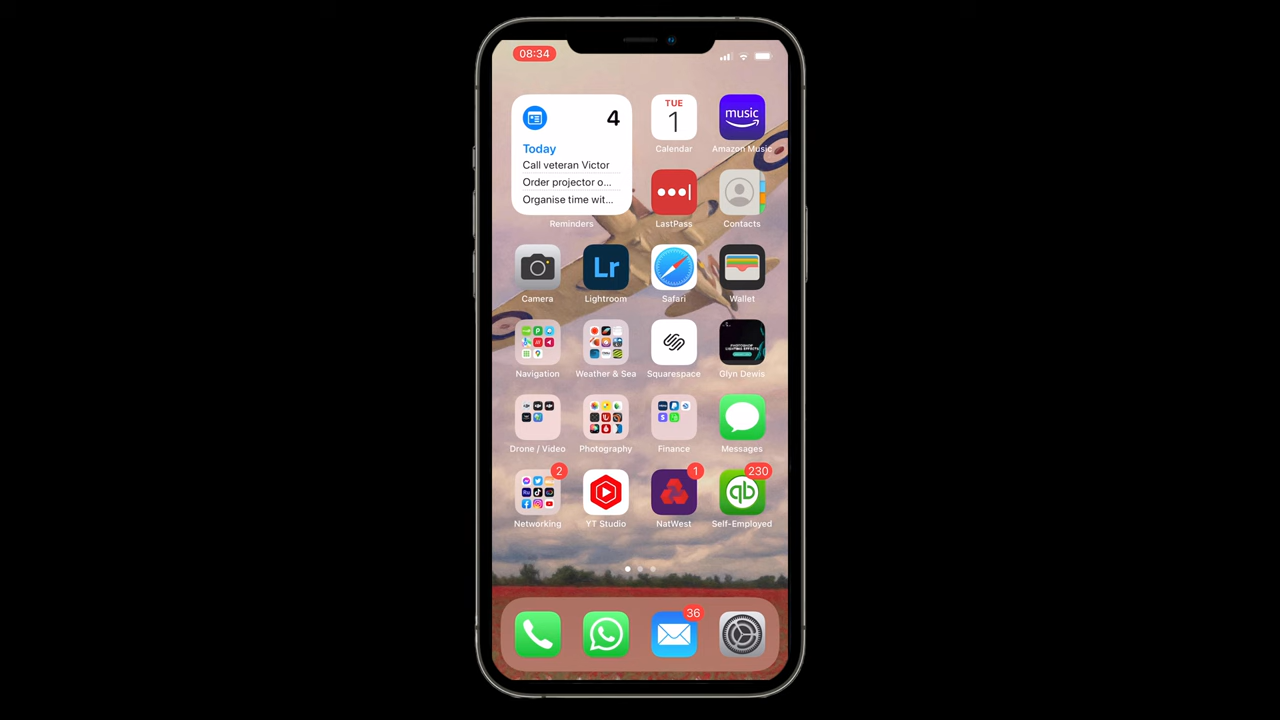 08:34
4
Today
Call veteran Victor
Order projector o...
Organise time wit...
Reminders
TUE
1
Calendar
music
Amazon Music
LastPass
Contacts
Camera
Lr
Lightroom
Safari
Wallet
Navigation
Weather & Sea
Squarespace
Glyn Dewis
Drone / Video
Photography
Finance
Messages
2
Networking
YT Studio
1
NatWest
230
qb
Self-Employed
36